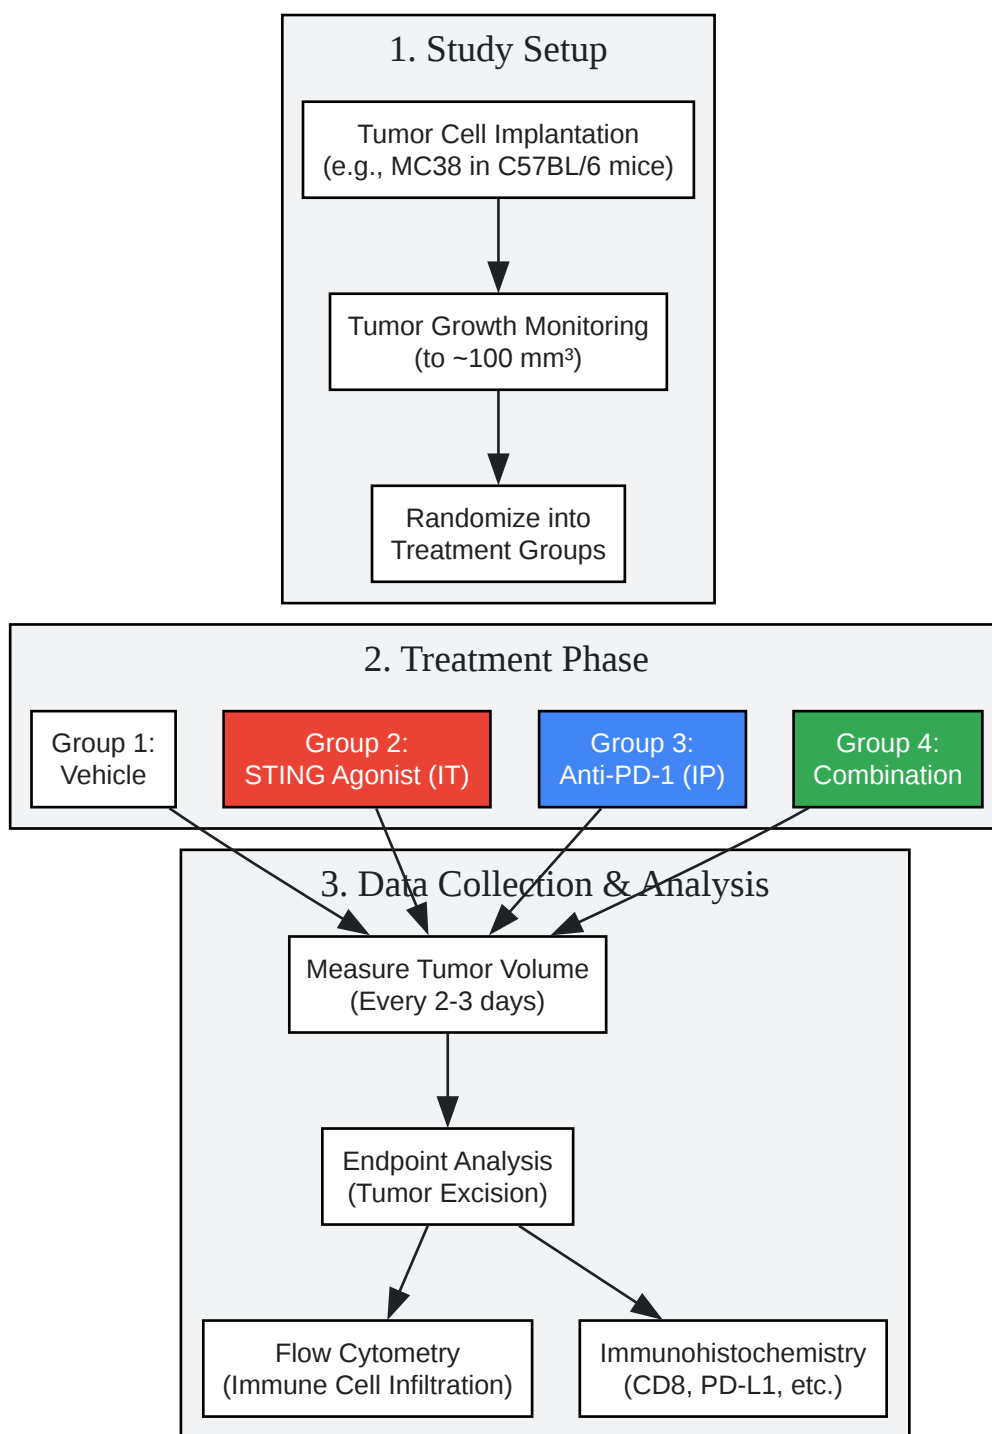 1. Study Setup
Tumor Cell Implantation
(e.g., MC38 in C57BL/6 mice)
Tumor Growth Monitoring
(to ~100 mm³)
Randomize into
Treatment Groups
2. Treatment Phase
Group 1:
Vehicle
Group 2:
STING Agonist (IT)
Group 3:
Anti-PD-1 (IP)
Group 4:
Combination
3. Data Collection & Analysis
Measure Tumor Volume
(Every 2-3 days)
Endpoint Analysis
(Tumor Excision)
Flow Cytometry
(Immune Cell Infiltration)
Immunohistochemistry
(CD8, PD-L1, etc.)